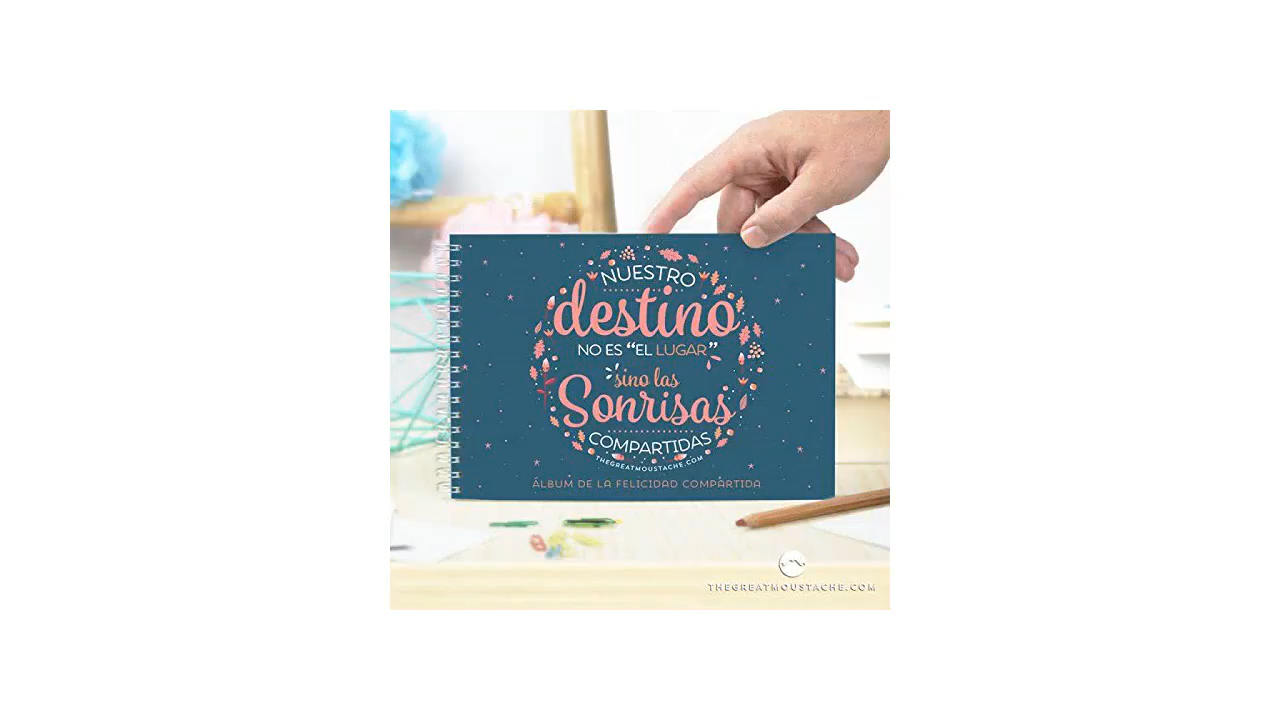 NUESTRO
destino
NO ES “EL LUGAR”
sino las
Sonrisas
COMPARTIDAS
THEGREATMOUSTACHE.COM
ÁLBUM DE LA FELICIDAD COMPARTIDA
THEGREATMOUSTACHE.COM